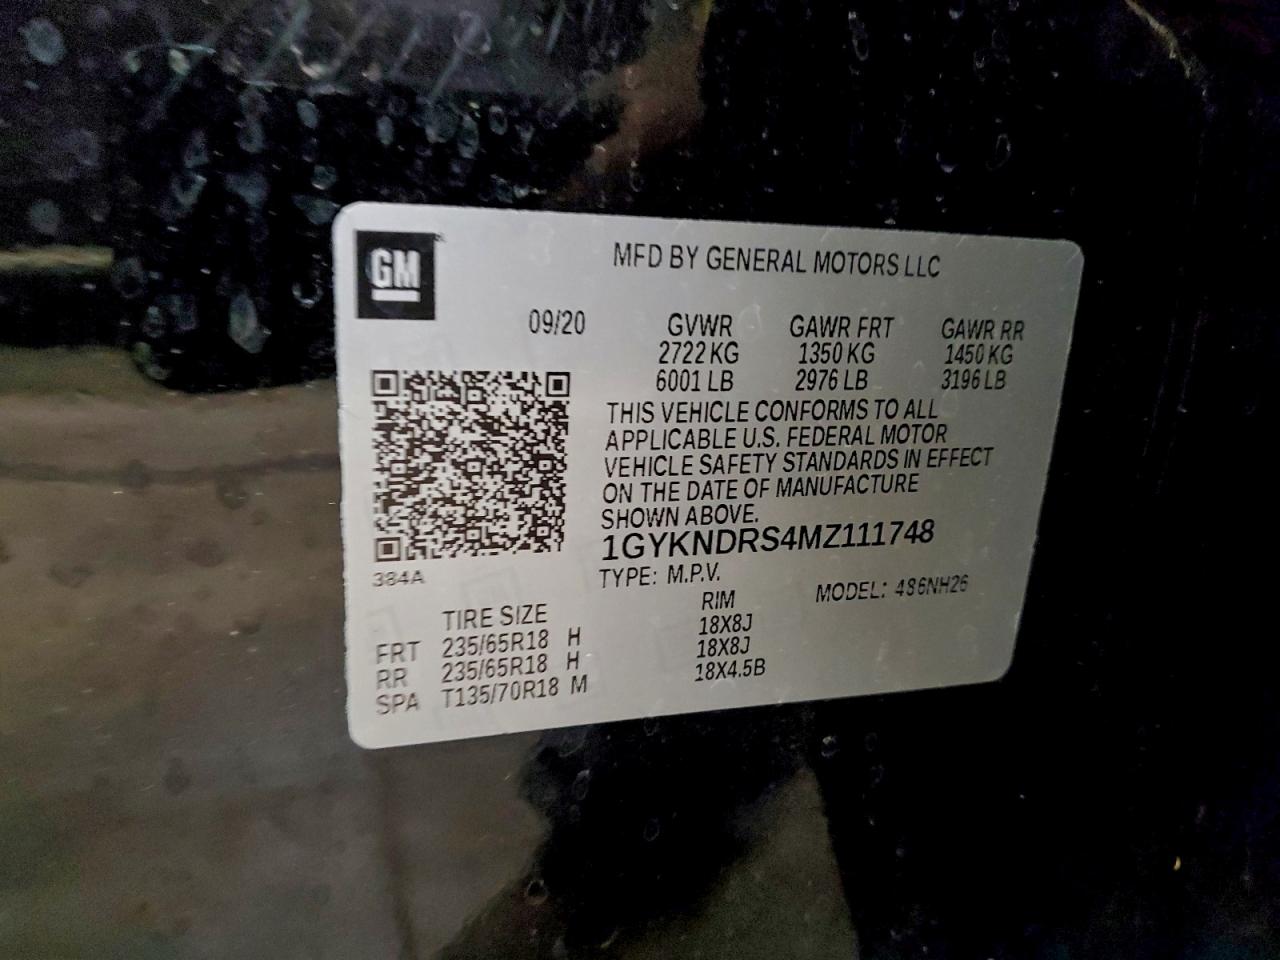 GM
MFD BY GENERAL MOTORS LLC
09/20 GVWR GAWR FRT GAWR RR
2722 KG 1350 KG 1450 KG
6001 LB 2976 LB 3196 LB
THIS VEHICLE CONFORMS TO ALL
APPLICABLE U.S. FEDERAL MOTOR
VEHICLE SAFETY STANDARDS IN EFFECT
ON THE DATE OF MANUFACTURE
SHOWN ABOVE.
1GYKNDRS4MZ111748
384A TYPE: M.P.V. MODEL: 4S6NH26
TIRE SIZE RIM
FRT 235/65R18 H 18X8J
RR 235/65R18 H 18X8J
SPA T135/70R18 M 18X4.5B